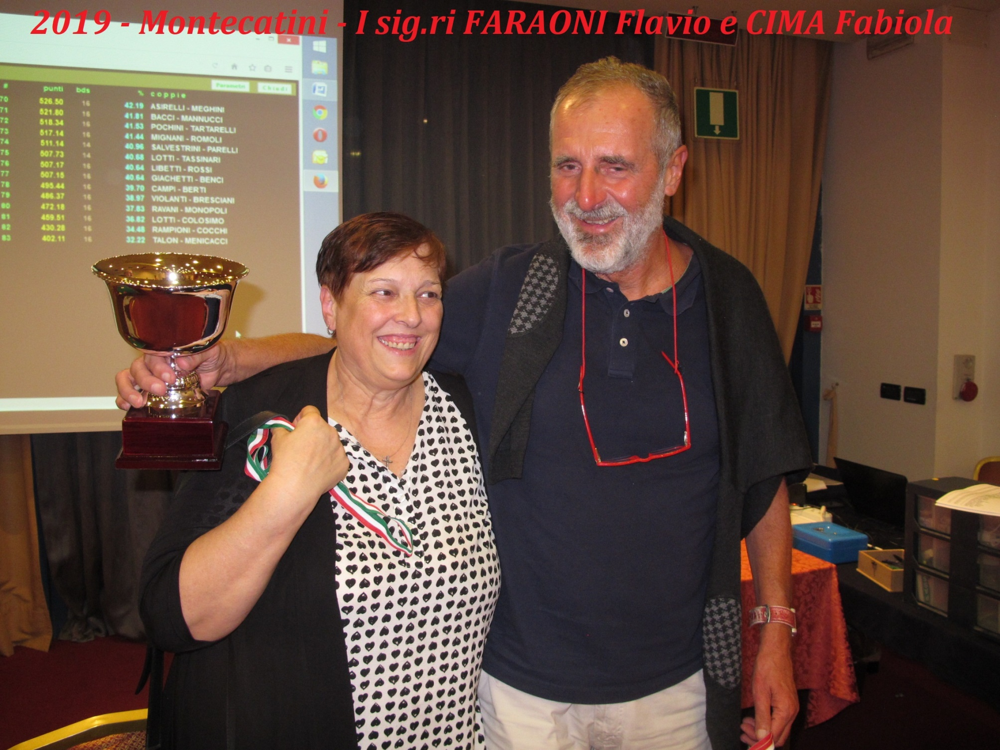 2019 - Montecatini - I sig.ri FARAONI Flavio e CIMA Fabiola
Parametri Chiudi
# punti bds % coppie
70 526.50 16 42.19 ASIRELLI - MEGHINI
71 521.80 16 41.81 BACCI - MANNUCCI
72 518.34 16 41.53 POCHINI - TARTARELLI
73 517.14 16 41.44 MIGNANI - ROMOLI
74 511.14 14 40.96 SALVESTRINI - PARELLI
75 507.73 14 40.68 LOTTI - TASSINARI
76 507.17 16 40.64 LIBETTI - ROSSI
77 507.15 16 40.64 GIACHETTI - BENCI
78 495.44 16 39.70 CAMPI - BERTI
79 486.37 16 38.97 VIOLANTI - BRESCIANI
80 472.18 16 37.83 RAVANI - MONOPOLI
81 459.51 16 36.82 LOTTI - COLOSIMO
82 430.28 16 34.48 RAMPIONI - COCCHI
83 402.11 16 32.22 TALON - MENICACCI